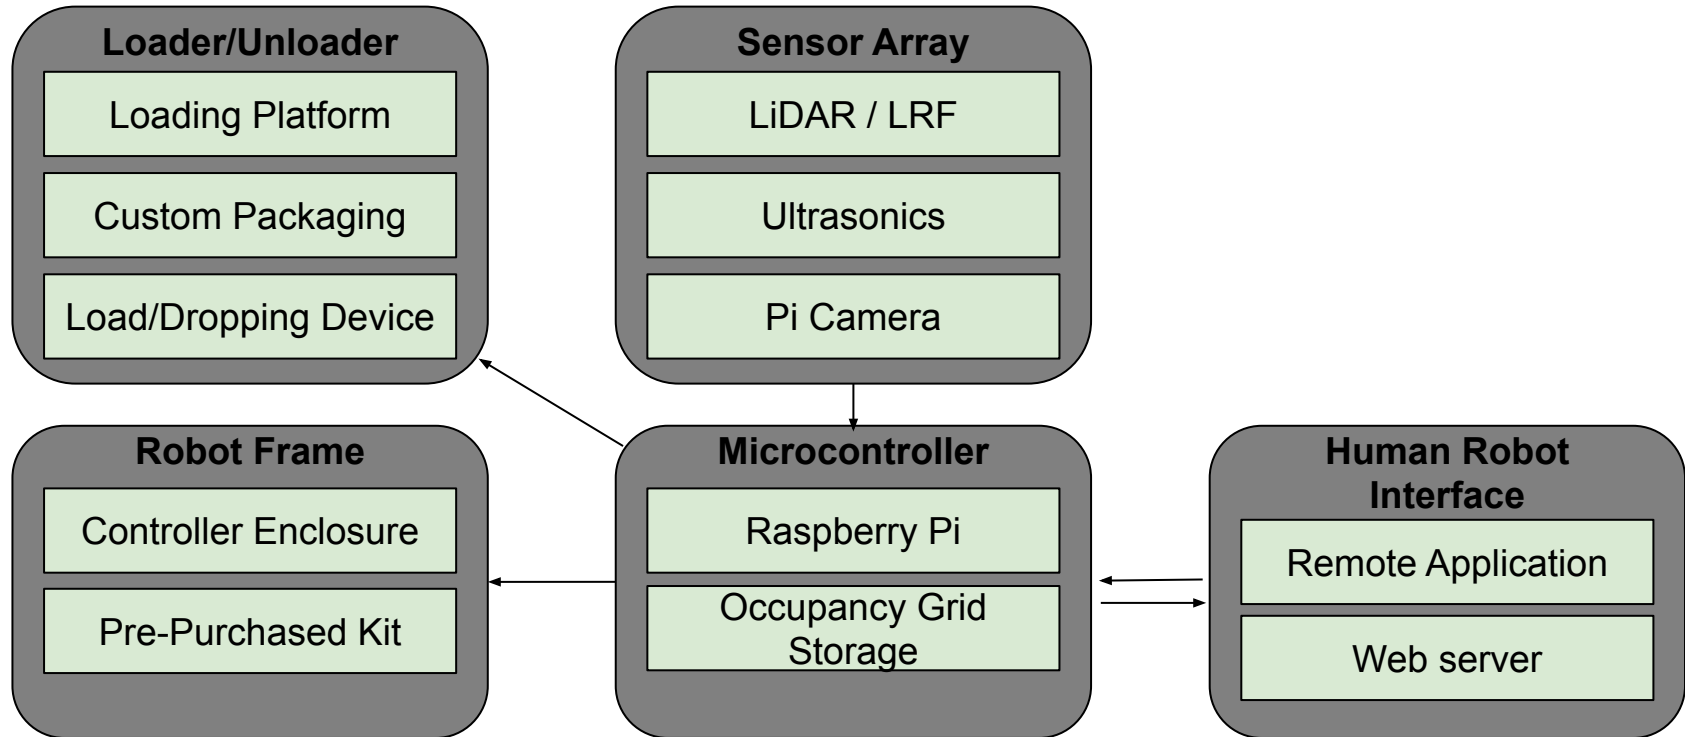 Loader/Unloader
Loading Platform
Custom Packaging
Load/Dropping Device
Sensor Array
LiDAR / LRF
Ultrasonics
Pi Camera
Robot Frame
Controller Enclosure
Pre-Purchased Kit
Microcontroller
Raspberry Pi
Occupancy Grid
Storage
Human Robot
Interface
Remote Application
Web server